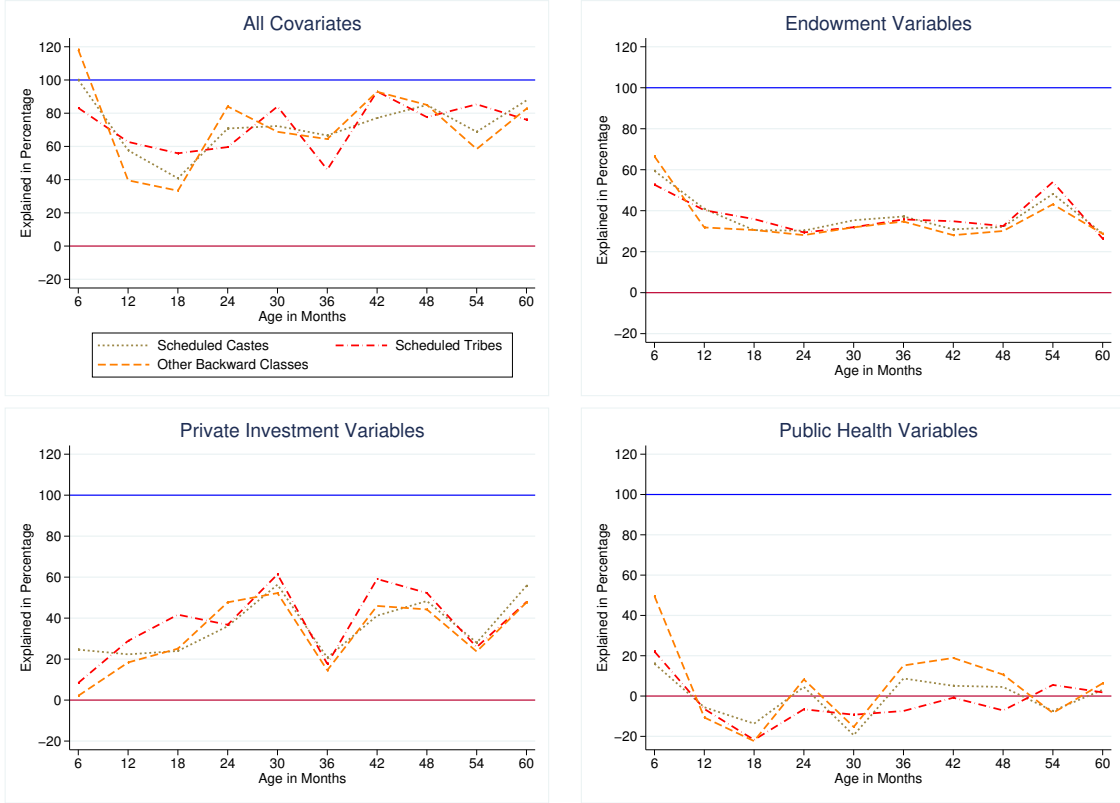 All Covariates
Explained in Percentage
120
100
80
60
40
20
0
−20
6 12 18 24 30 36 42 48 54 60
Age in Months
Scheduled Castes Scheduled Tribes
Other Backward Classes
Endowment Variables
Explained in Percentage
120
100
80
60
40
20
0
−20
6 12 18 24 30 36 42 48 54 60
Age in Months
Private Investment Variables
Explained in Percentage
120
100
80
60
40
20
0
−20
6 12 18 24 30 36 42 48 54 60
Age in Months
Public Health Variables
Explained in Percentage
120
100
80
60
40
20
0
−20
6 12 18 24 30 36 42 48 54 60
Age in Months